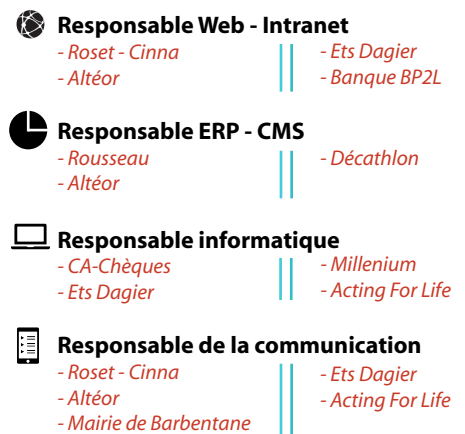 Responsable Web - Intranet
- Roset - Cinna
- Altéor
- Ets Dagier
- Banque BP2L
Responsable ERP - CMS
- Rousseau
- Altéor
- Décathlon
Responsable informatique
- CA-Chèques
- Ets Dagier
- Millenium
- Acting For Life
Responsable de la communication
- Roset - Cinna
- Altéor
- Mairie de Barbentane
- Ets Dagier
- Acting For Life